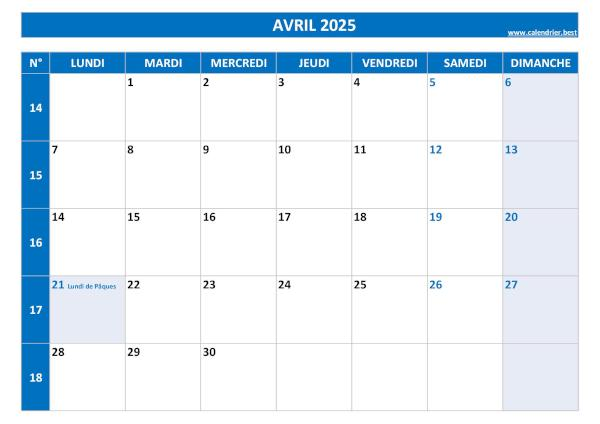 AVRIL 2025
www.calendrier.best
N° LUNDI MARDI MERCREDI JEUDI VENDREDI SAMEDI DIMANCHE
14 1 2 3 4 5 6
15 7 8 9 10 11 12 13
16 14 15 16 17 18 19 20
17 21 Lundi de Pâques 22 23 24 25 26 27
18 28 29 30